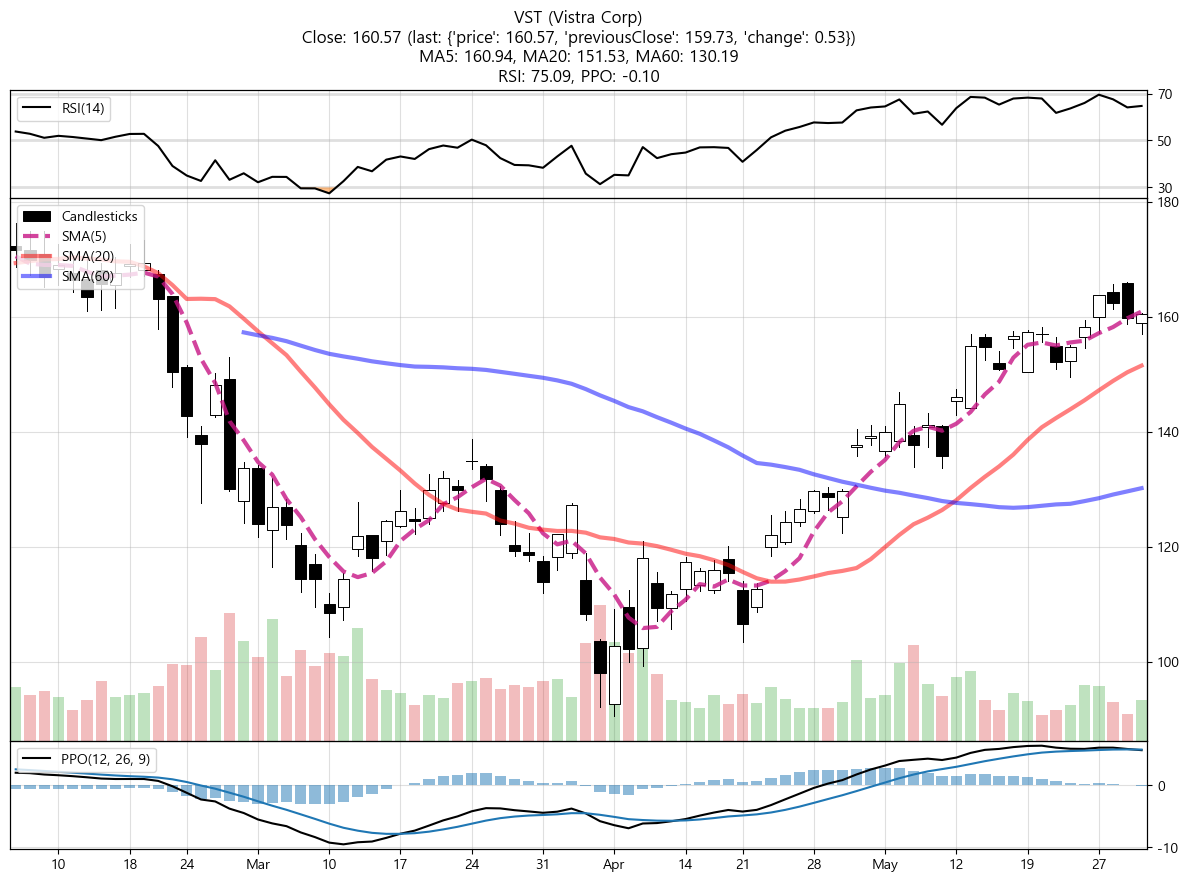 VST (Vistra Corp)
Close: 160.57 (last: {'price': 160.57, 'previousClose': 159.73, 'change': 0.53})
MA5: 160.94, MA20: 151.53, MA60: 130.19
RSI: 75.09, PPO: -0.10
RSI(14)
70
50
30
Candlesticks
SMA(5)
SMA(20)
SMA(60)
180
160
140
120
100
PPO(12, 26, 9)
0
-10
10 18 24 Mar 10 17 24 31 Apr 14 21 28 May 12 19 27